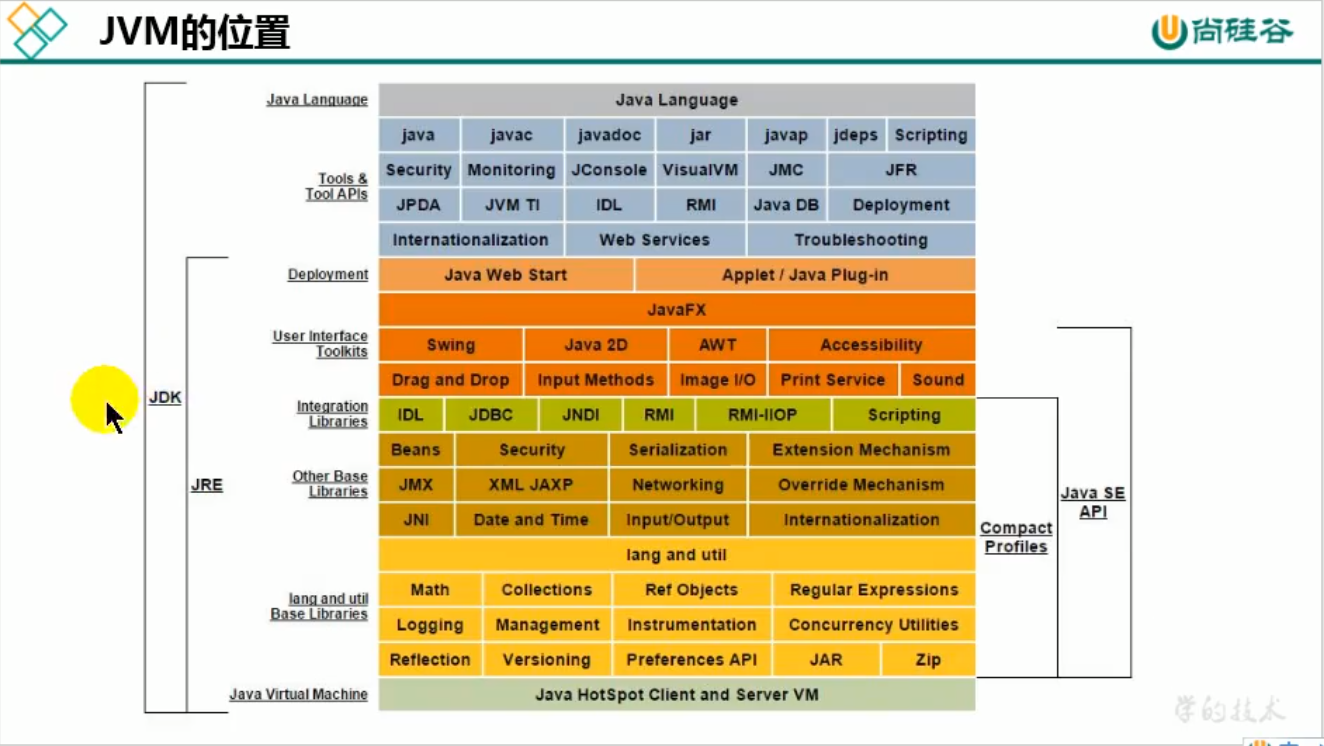 JVM的位置
尚硅谷
Java Language Java Language
java javac javadoc jar javap jdeps Scripting
Tools & Tool APIs
Security Monitoring JConsole VisualVM JMC JFR
JPDA JVM TI IDL RMI Java DB Deployment
Internationalization Web Services Troubleshooting
Deployment Java Web Start Applet / Java Plug-in
JavaFX
User Interface Toolkits
Swing Java 2D AWT Accessibility
Drag and Drop Input Methods Image I/O Print Service Sound
JDK
Integration Libraries
IDL JDBC JNDI RMI RMI-IIOP Scripting
Beans Security Serialization Extension Mechanism
JRE
Other Base Libraries
JMX XML JAXP Networking Override Mechanism
Java SE API
JNI Date and Time Input/Output Internationalization
Compact Profiles
lang and util
Math Collections Ref Objects Regular Expressions
lang and util Base Libraries
Logging Management Instrumentation Concurrency Utilities
Reflection Versioning Preferences API JAR Zip
Java Virtual Machine Java HotSpot Client and Server VM
学的技术